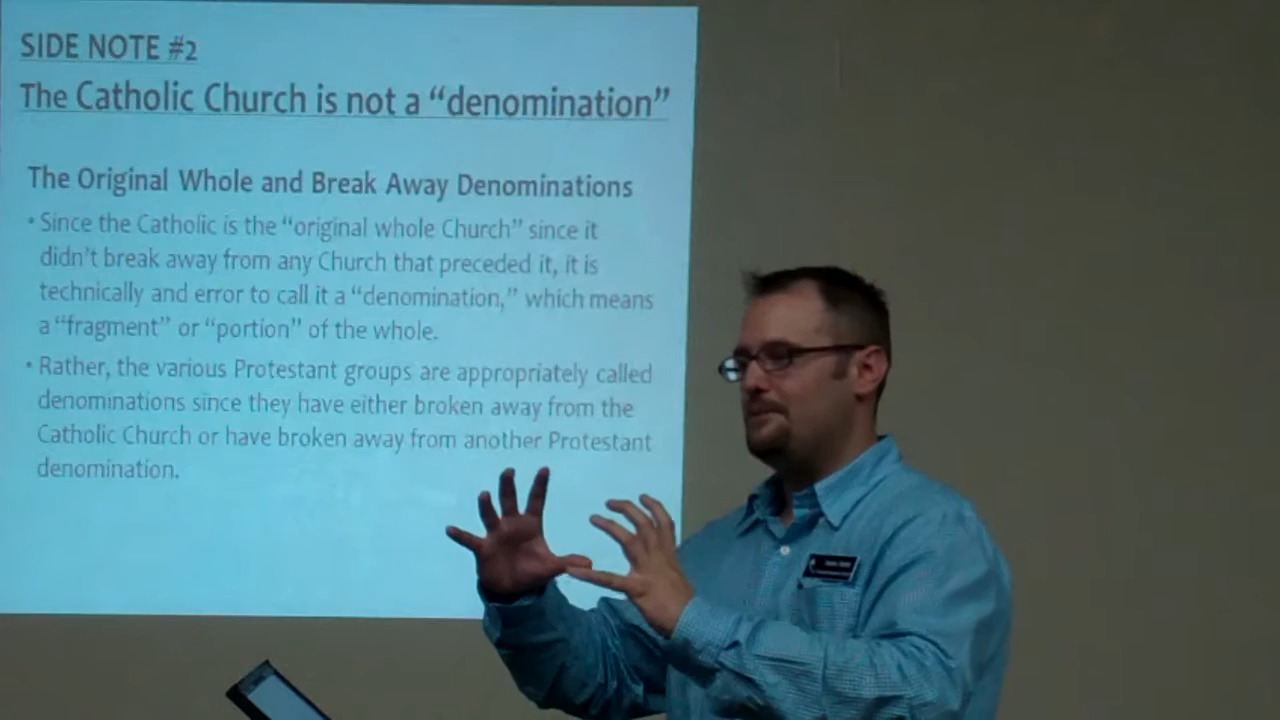 SIDE NOTE #2
The Catholic Church is not a “denomination”
The Original Whole and Break Away Denominations
• Since the Catholic is the “original whole Church” since it
didn’t break away from any Church that preceded it, it is
technically and error to call it a “denomination,” which means
a “fragment” or “portion” of the whole.
• Rather, the various Protestant groups are appropriately called
denominations since they have either broken away from the
Catholic Church or have broken away from another Protestant
denomination.